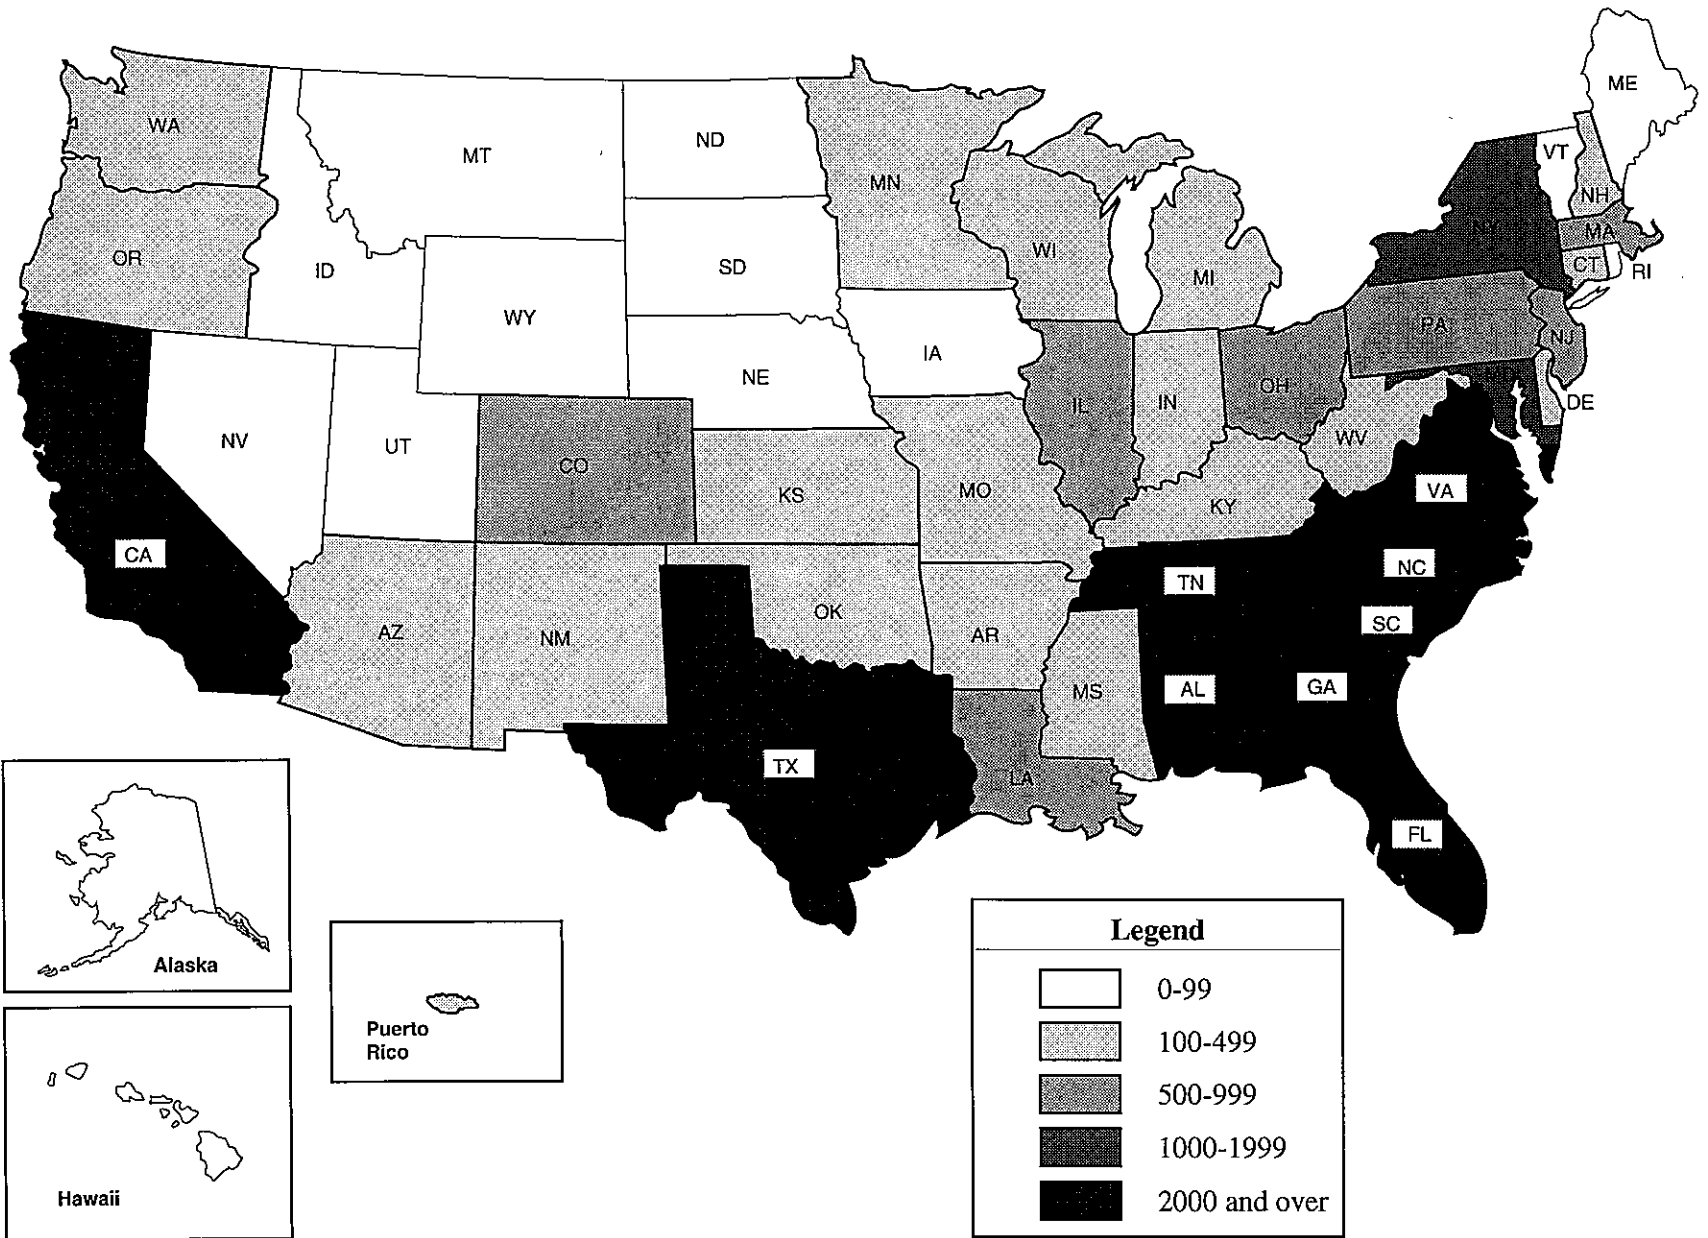 ME
WA
MT
ND
MN
VT
NH
OR
ID
SD
WI
MI
NY
MA
CT
RI
WY
IA
NE
PA
NJ
NV
UT
CO
KS
MO
IL
IN
OH
MD
DE
WV
VA
KY
CA
AZ
NM
OK
AR
TN
NC
SC
MS
AL
GA
TX
LA
FL
Alaska
Puerto
Rico
Hawaii
Legend
0-99
100-499
500-999
1000-1999
2000 and over